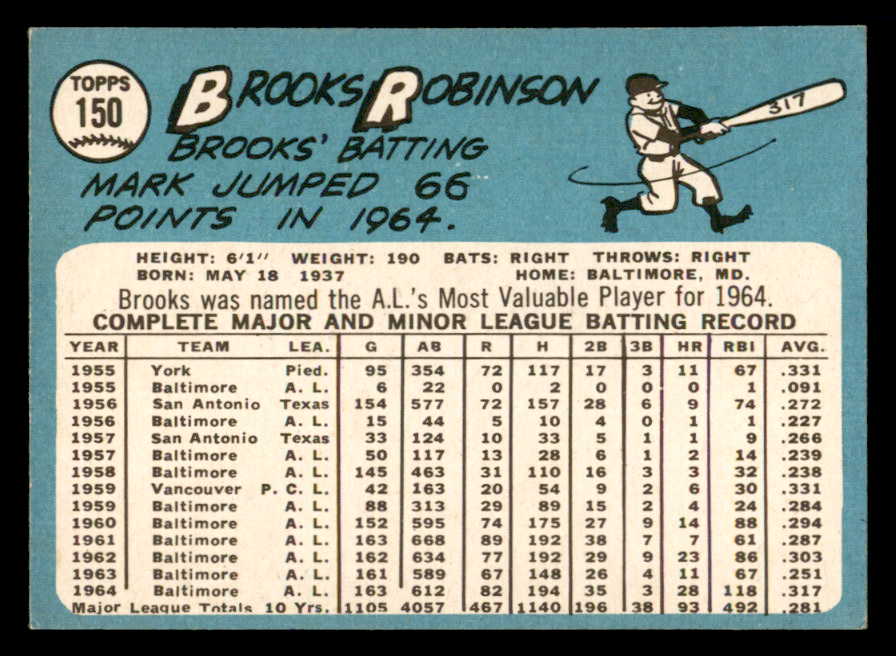 TOPPS
150
BROOKS ROBINSON
317
BROOKS' BATTING
MARK JUMPED 66
POINTS IN 1964.
HEIGHT: 6'1" WEIGHT: 190 BATS: RIGHT THROWS: RIGHT
BORN: MAY 18 1937 HOME: BALTIMORE, MD.
Brooks was named the A.L.'s Most Valuable Player for 1964.
COMPLETE MAJOR AND MINOR LEAGUE BATTING RECORD
YEAR TEAM LEA. G AB R H 2B 3B HR RBI AVG.
1955 York Pied. 95 354 72 117 17 3 11 67 .331
1955 Baltimore A. L. 6 22 0 2 0 0 0 1 .091
1956 San Antonio Texas 154 577 72 157 28 6 9 74 .272
1956 Baltimore A. L. 15 44 5 10 4 0 1 1 .227
1957 San Antonio Texas 33 124 10 33 5 1 1 9 .266
1957 Baltimore A. L. 50 117 13 28 6 1 2 14 .239
1958 Baltimore A. L. 145 463 31 110 16 3 3 32 .238
1959 Vancouver P. C. L. 42 163 20 54 9 2 6 30 .331
1959 Baltimore A. L. 88 313 29 89 15 2 4 24 .284
1960 Baltimore A. L. 152 595 74 175 27 9 14 88 .294
1961 Baltimore A. L. 163 668 89 192 38 7 7 61 .287
1962 Baltimore A. L. 162 634 77 192 29 9 23 86 .303
1963 Baltimore A. L. 161 589 67 148 26 4 11 67 .251
1964 Baltimore A. L. 163 612 82 194 35 3 28 118 .317
Major League Totals 10 Yrs. 1105 4057 467 1140 196 38 93 492 .281